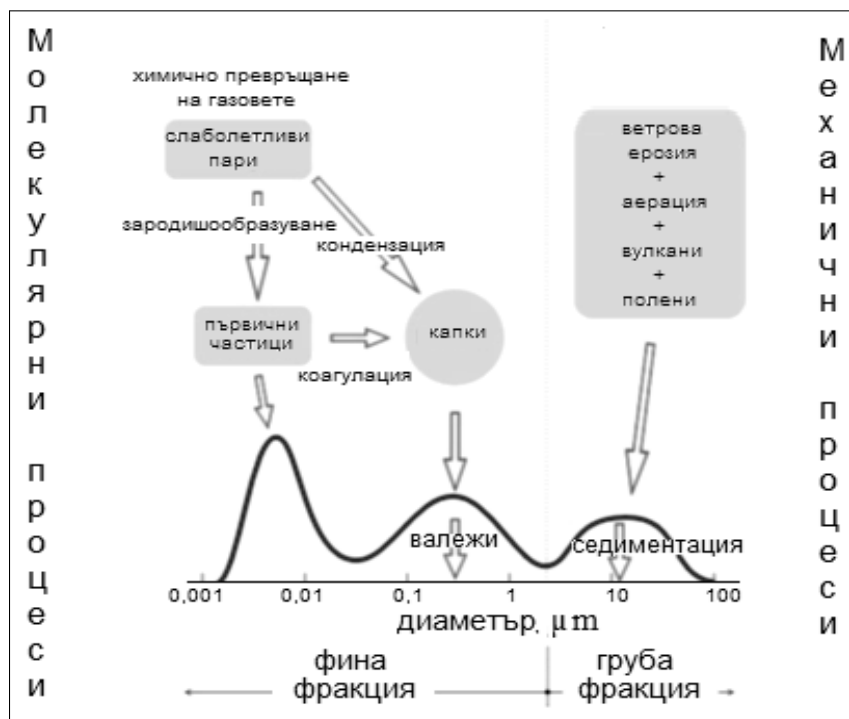 Молекулярни процеси
химично превръщане
на газовете
слаболетливи
пари
зародишообразуване
кондензация
първични
частици
коагулация
капки
ветрова
ерозия
+
аерация
+
вулкани
+
полени
Механични процеси
валежи
седиментация
0,001 0,01 0,1 1 10 100
диаметър, μm
фина
фракция
груба
фракция